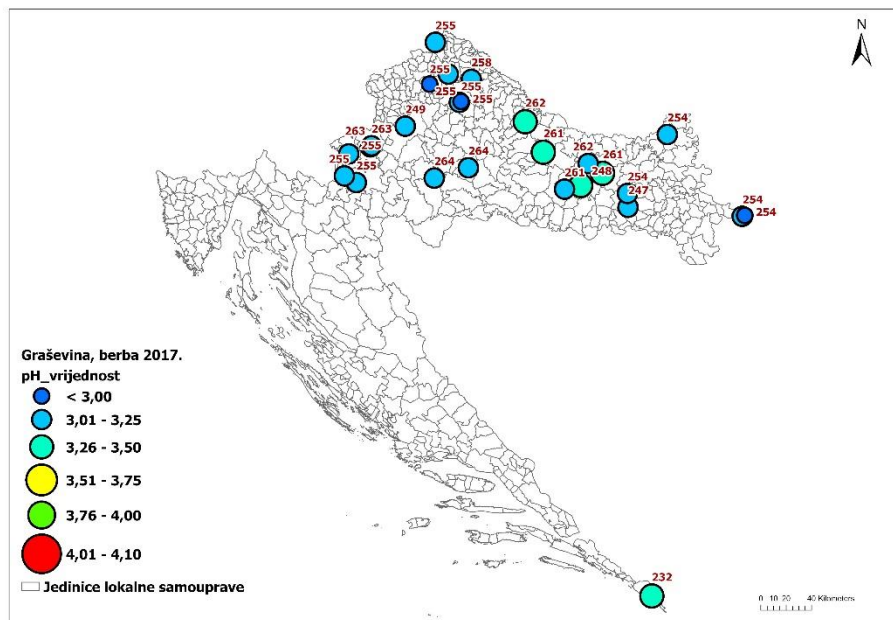 N
255
258
255
255
255
255
262
249
261
254
263
263
255
262
261
264
264
255
255
261
248
254
247
254
254
Graševina, berba 2017.
pH_vrijednost
< 3,00
3,01 - 3,25
3,26 - 3,50
3,51 - 3,75
3,76 - 4,00
4,01 - 4,10
Jedinice lokalne samouprave
232
0 10 20 40 Kilometers